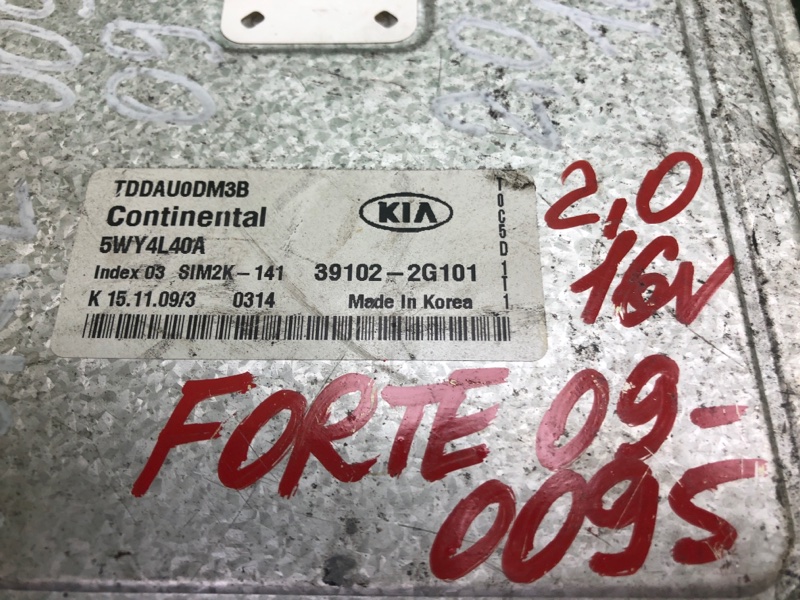 TDDAU0DM3B
Continental
5WY4L40A
Index 03 SIM2K-141
K 15.11.09/3 0314
KIA
39102-2G101
Made In Korea
T0C5D1T1
2,0
16v
FORTE 09-
0095